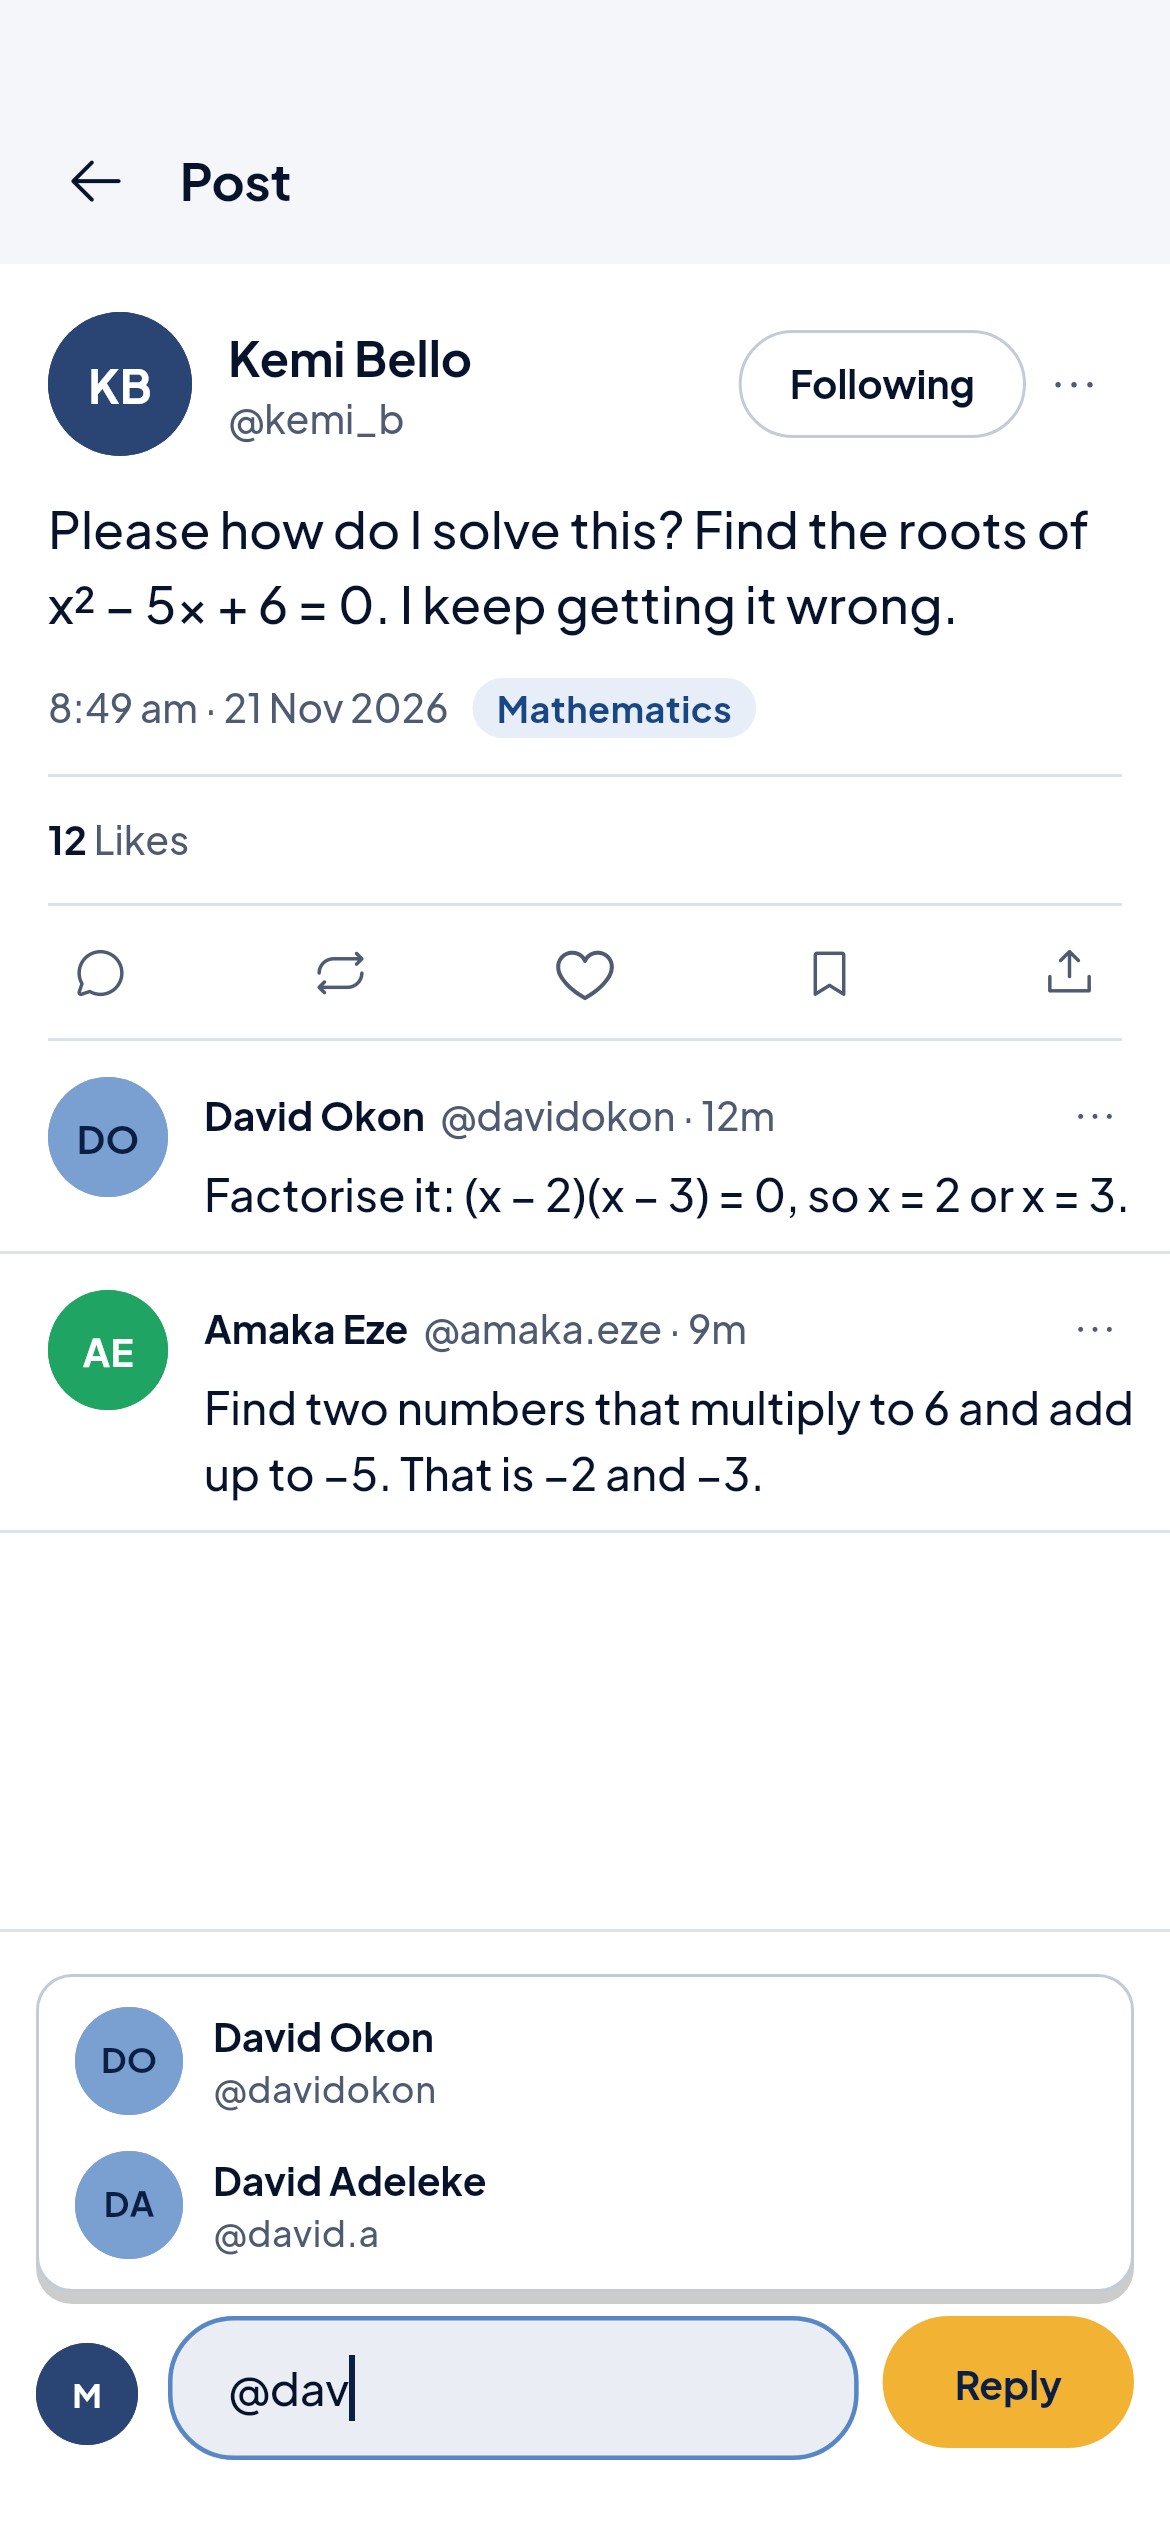 Post
KB
Kemi Bello
@kemi_b
Following
Please how do I solve this? Find the roots of
x² – 5× + 6 = 0. I keep getting it wrong.
8:49 am · 21 Nov 2026
Mathematics
12 Likes
DO
David Okon @davidokon · 12m
Factorise it: (x – 2)(x – 3) = 0, so x = 2 or x = 3.
AE
Amaka Eze @amaka.eze · 9m
Find two numbers that multiply to 6 and add
up to –5. That is –2 and –3.
DO
David Okon
@davidokon
DA
David Adeleke
@david.a
M
@dav
Reply